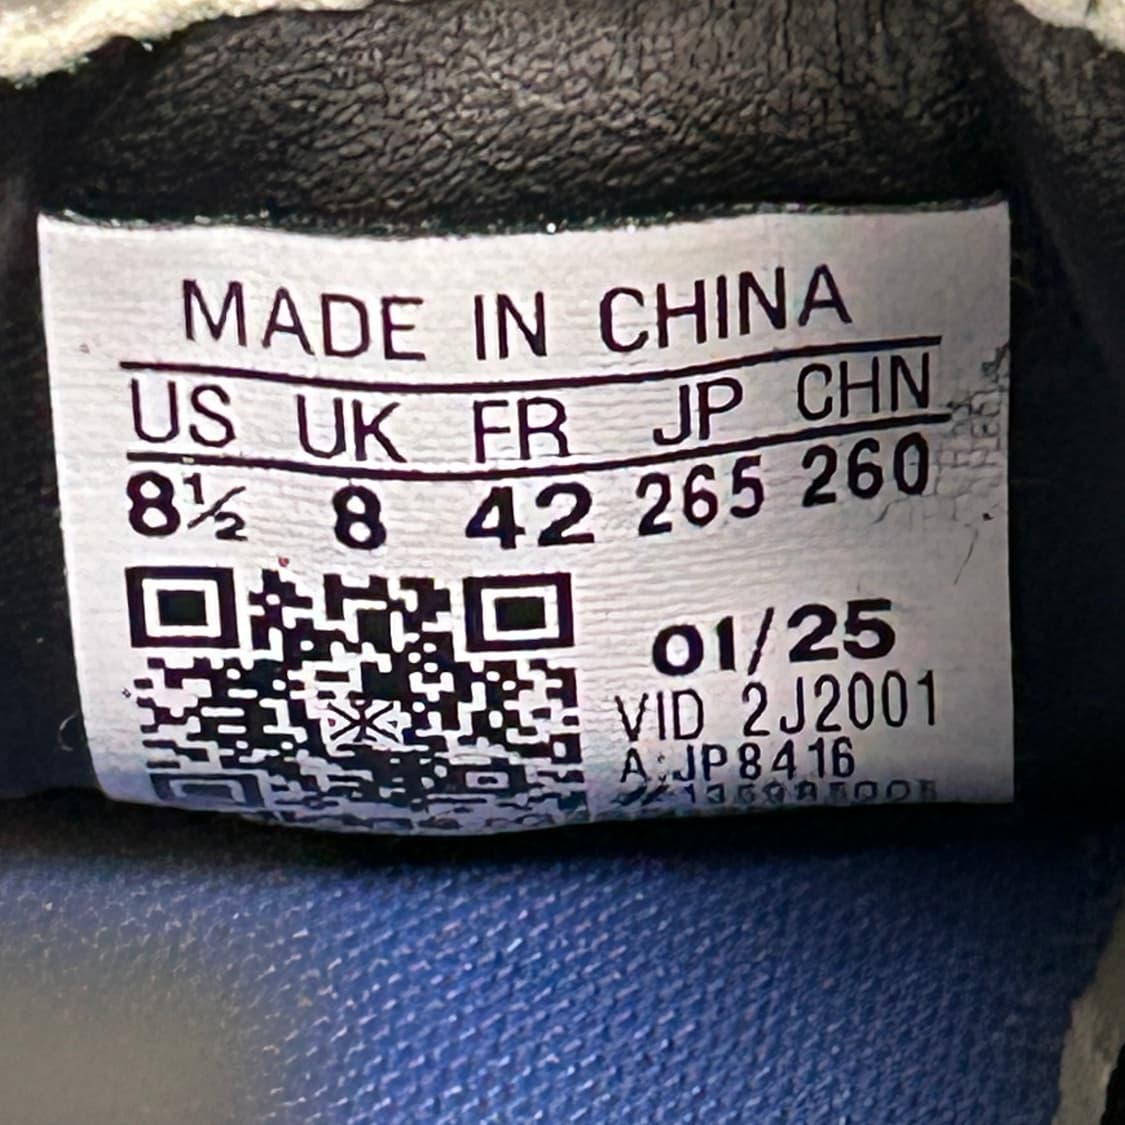 MADE IN CHINA
US UK FR JP CHN
8½ 8 42 265 260
01/25
VID 2J2001
A:JP8416